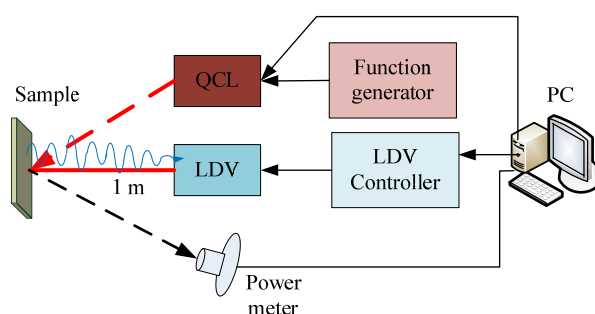 Sample
QCL
Function
generator
PC
1 m
LDV
LDV
Controller
Power
meter